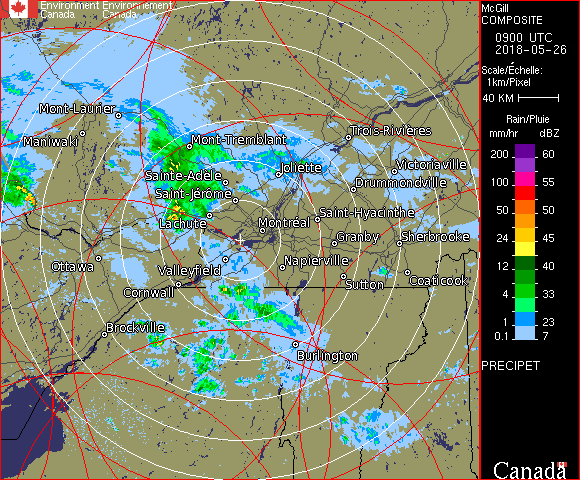 Environment Environnement
Canada Canada
McGill
COMPOSITE
0900 UTC
2018-05-26
Scale/Échelle:
1km/Pixel
40 KM
Rain/Pluie
mm/hr dBZ
200 60
100 55
50 50
24 45
12 40
4 33
1 23
0.1 7
PRECIPET
Canada
Mont-Laurier
Maniwaki
Mont-Tremblant
Trois-Rivières
Sainte-Adèle
Joliette
Victoriaville
Saint-Jérôme
Drummondville
Lachute
Montréal
Saint-Hyacinthe
Granby
Sherbrooke
Ottawa
Valleyfield
Napierville
Cornwall
Sutton
Coaticook
Brockville
Burlington